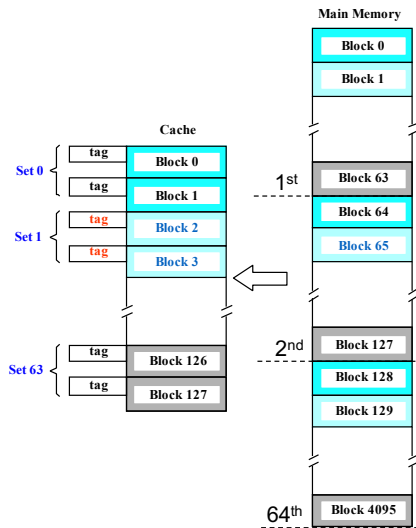 Main Memory
Block 0
Block 1
Block 63
1st
Block 64
Block 65
Block 127
2nd
Block 128
Block 129
Block 4095
64th
Cache
Set 0
tag
Block 0
tag
Block 1
Set 1
tag
Block 2
tag
Block 3
Set 63
tag
Block 126
tag
Block 127